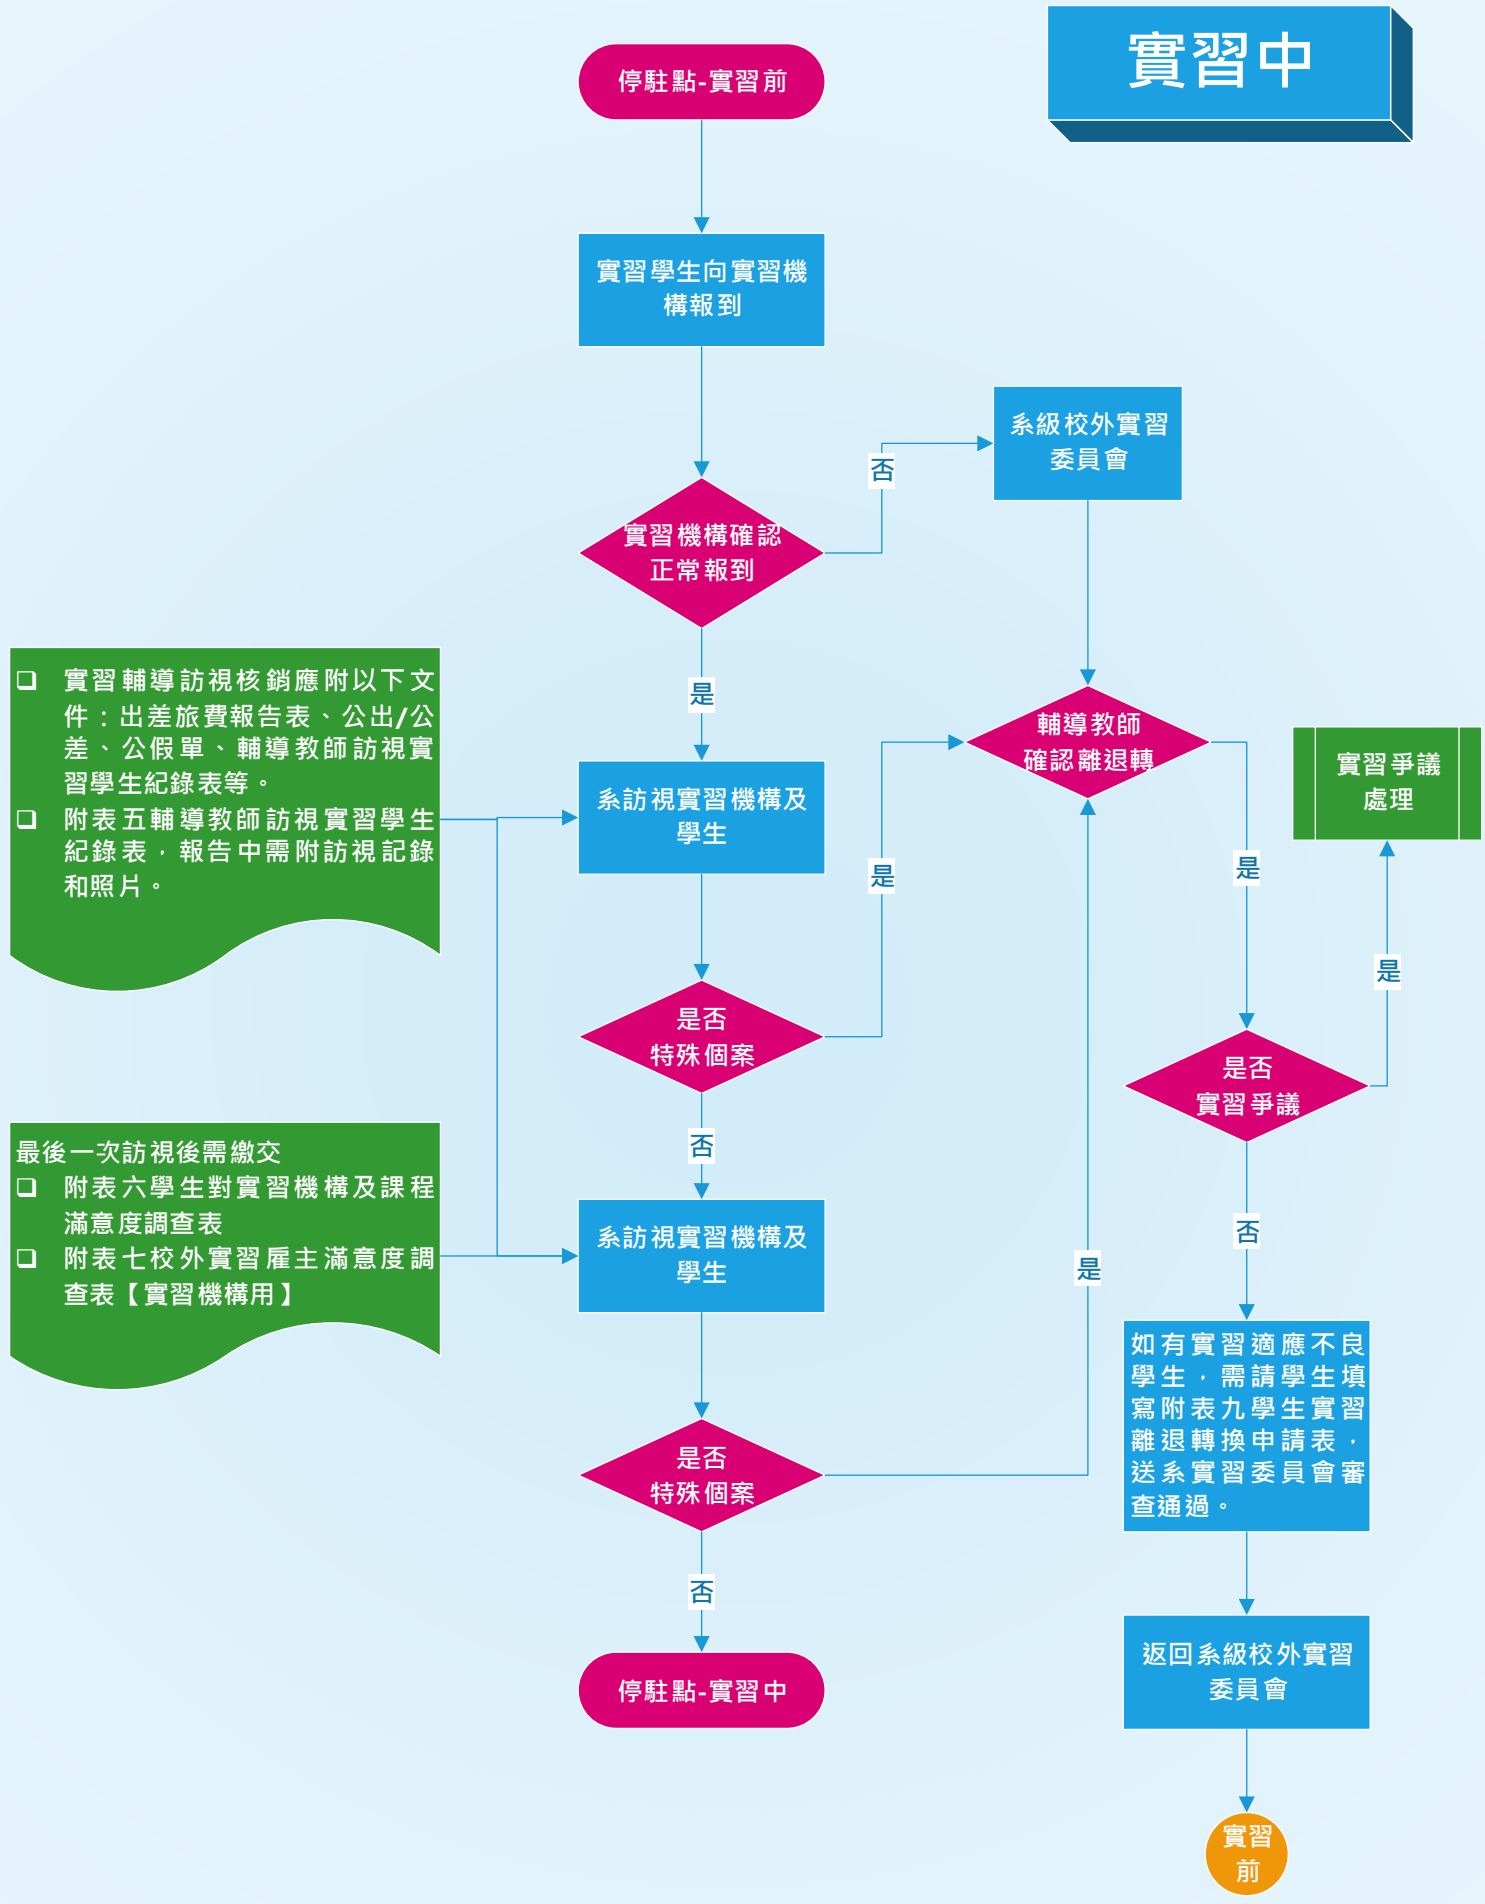 實習中
停駐點-實習前
實習學生向實習機
構報到
系級校外實習
委員會
否
實習機構確認
正常報到
是
實習輔導訪視核銷應附以下文
件：出差旅費報告表、公出/公
差、公假單、輔導教師訪視實
習學生紀錄表等。
附表五輔導教師訪視實習學生
紀錄表，報告中需附訪視記錄
和照片。
輔導教師
確認離退轉
實習爭議
處理
系訪視實習機構及
學生
是
是
是
是否
特殊個案
是否
實習爭議
否
最後一次訪視後需繳交
附表六學生對實習機構及課程
滿意度調查表
附表七校外實習雇主滿意度調
查表【實習機構用】
系訪視實習機構及
學生
否
是
如有實習適應不良
學生，需請學生填
寫附表九學生實習
離退轉換申請表，
送系實習委員會審
查通過。
是否
特殊個案
否
停駐點-實習中
返回系級校外實習
委員會
實習
前